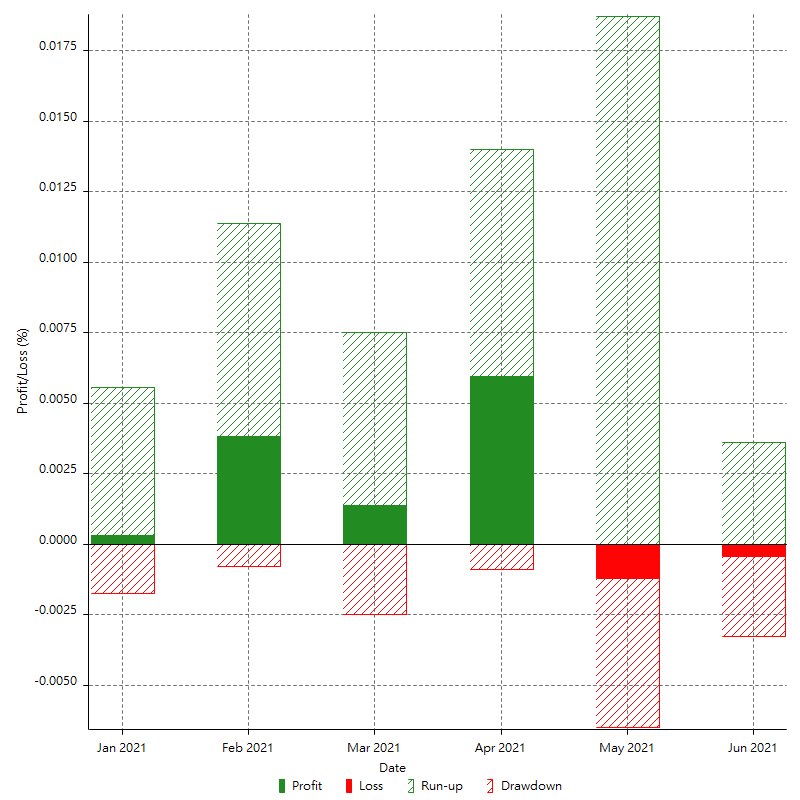 0.0175
0.0150
0.0125
0.0100
0.0075
0.0050
0.0025
0.0000
-0.0025
-0.0050
Profit/Loss (%)
Jan 2021 Feb 2021 Mar 2021 Apr 2021 May 2021 Jun 2021
Date
Profit Loss Run-up Drawdown